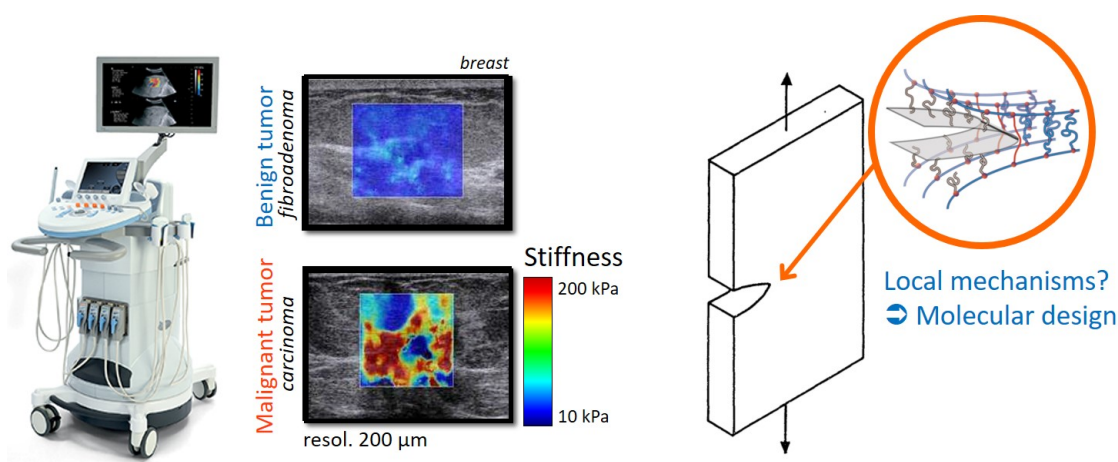 breast
Benign tumor
fibroadenoma
Malignant tumor
carcinoma
resol. 200 µm
Stiffness
200 kPa
10 kPa
Local mechanisms?
➲ Molecular design